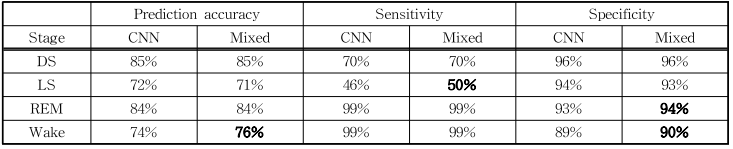 Prediction accuracy Sensitivity Specificity
Stage CNN Mixed CNN Mixed CNN Mixed
DS 85% 85% 70% 70% 96% 96%
LS 72% 71% 46% 50% 94% 93%
REM 84% 84% 99% 99% 93% 94%
Wake 74% 76% 99% 99% 89% 90%